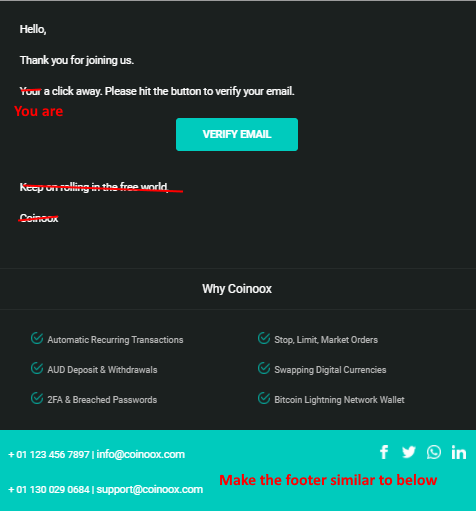 Hello,
Thank you for joining us.
Your a click away. Please hit the button to verify your email.
You are
VERIFY EMAIL
Keep on rolling in the free world,
Coinoox
Why Coinoox
Automatic Recurring Transactions
Stop, Limit, Market Orders
AUD Deposit & Withdrawals
Swapping Digital Currencies
2FA & Breached Passwords
Bitcoin Lightning Network Wallet
+ 01 123 456 7897 | info@coinoox.com
Make the footer similar to below
+ 01 130 029 0684 | support@coinoox.com